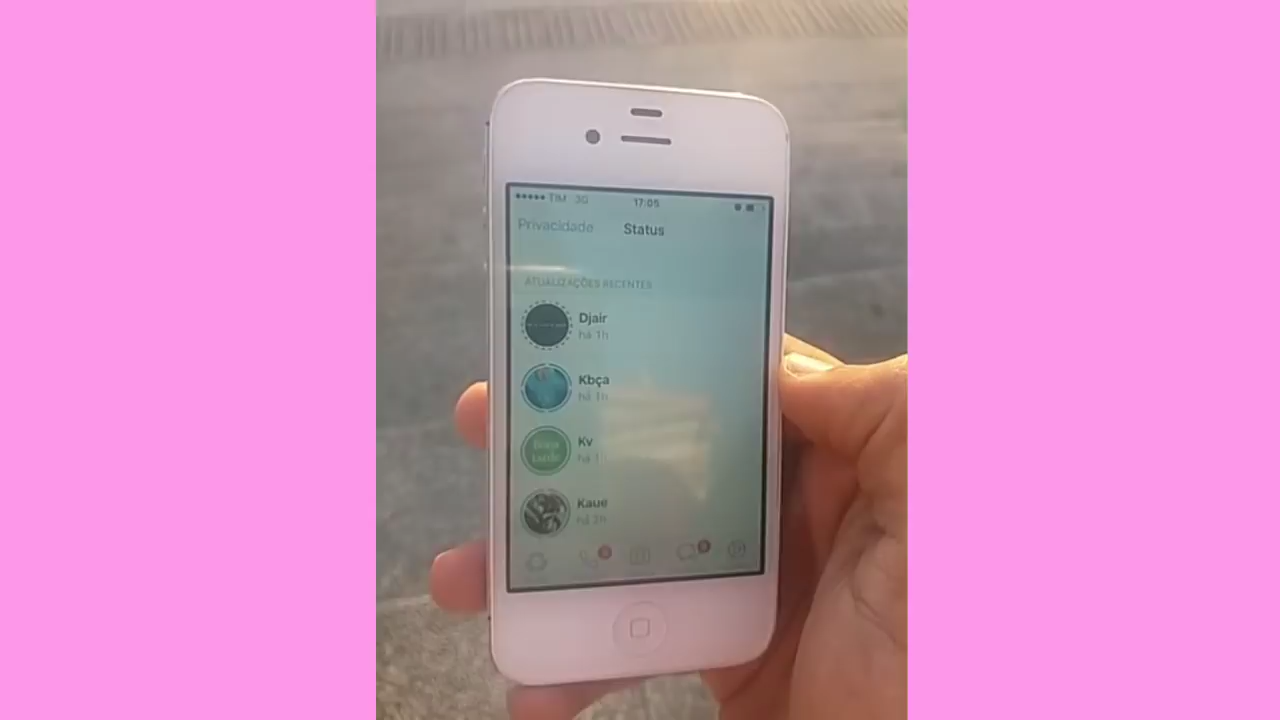 TIM 3G 17:05
Privacidade Status
ATUALIZAÇÕES RECENTES
Djair
há 1h
Kbça
há 1h
Kv
há 1h
Kaue
há 2h